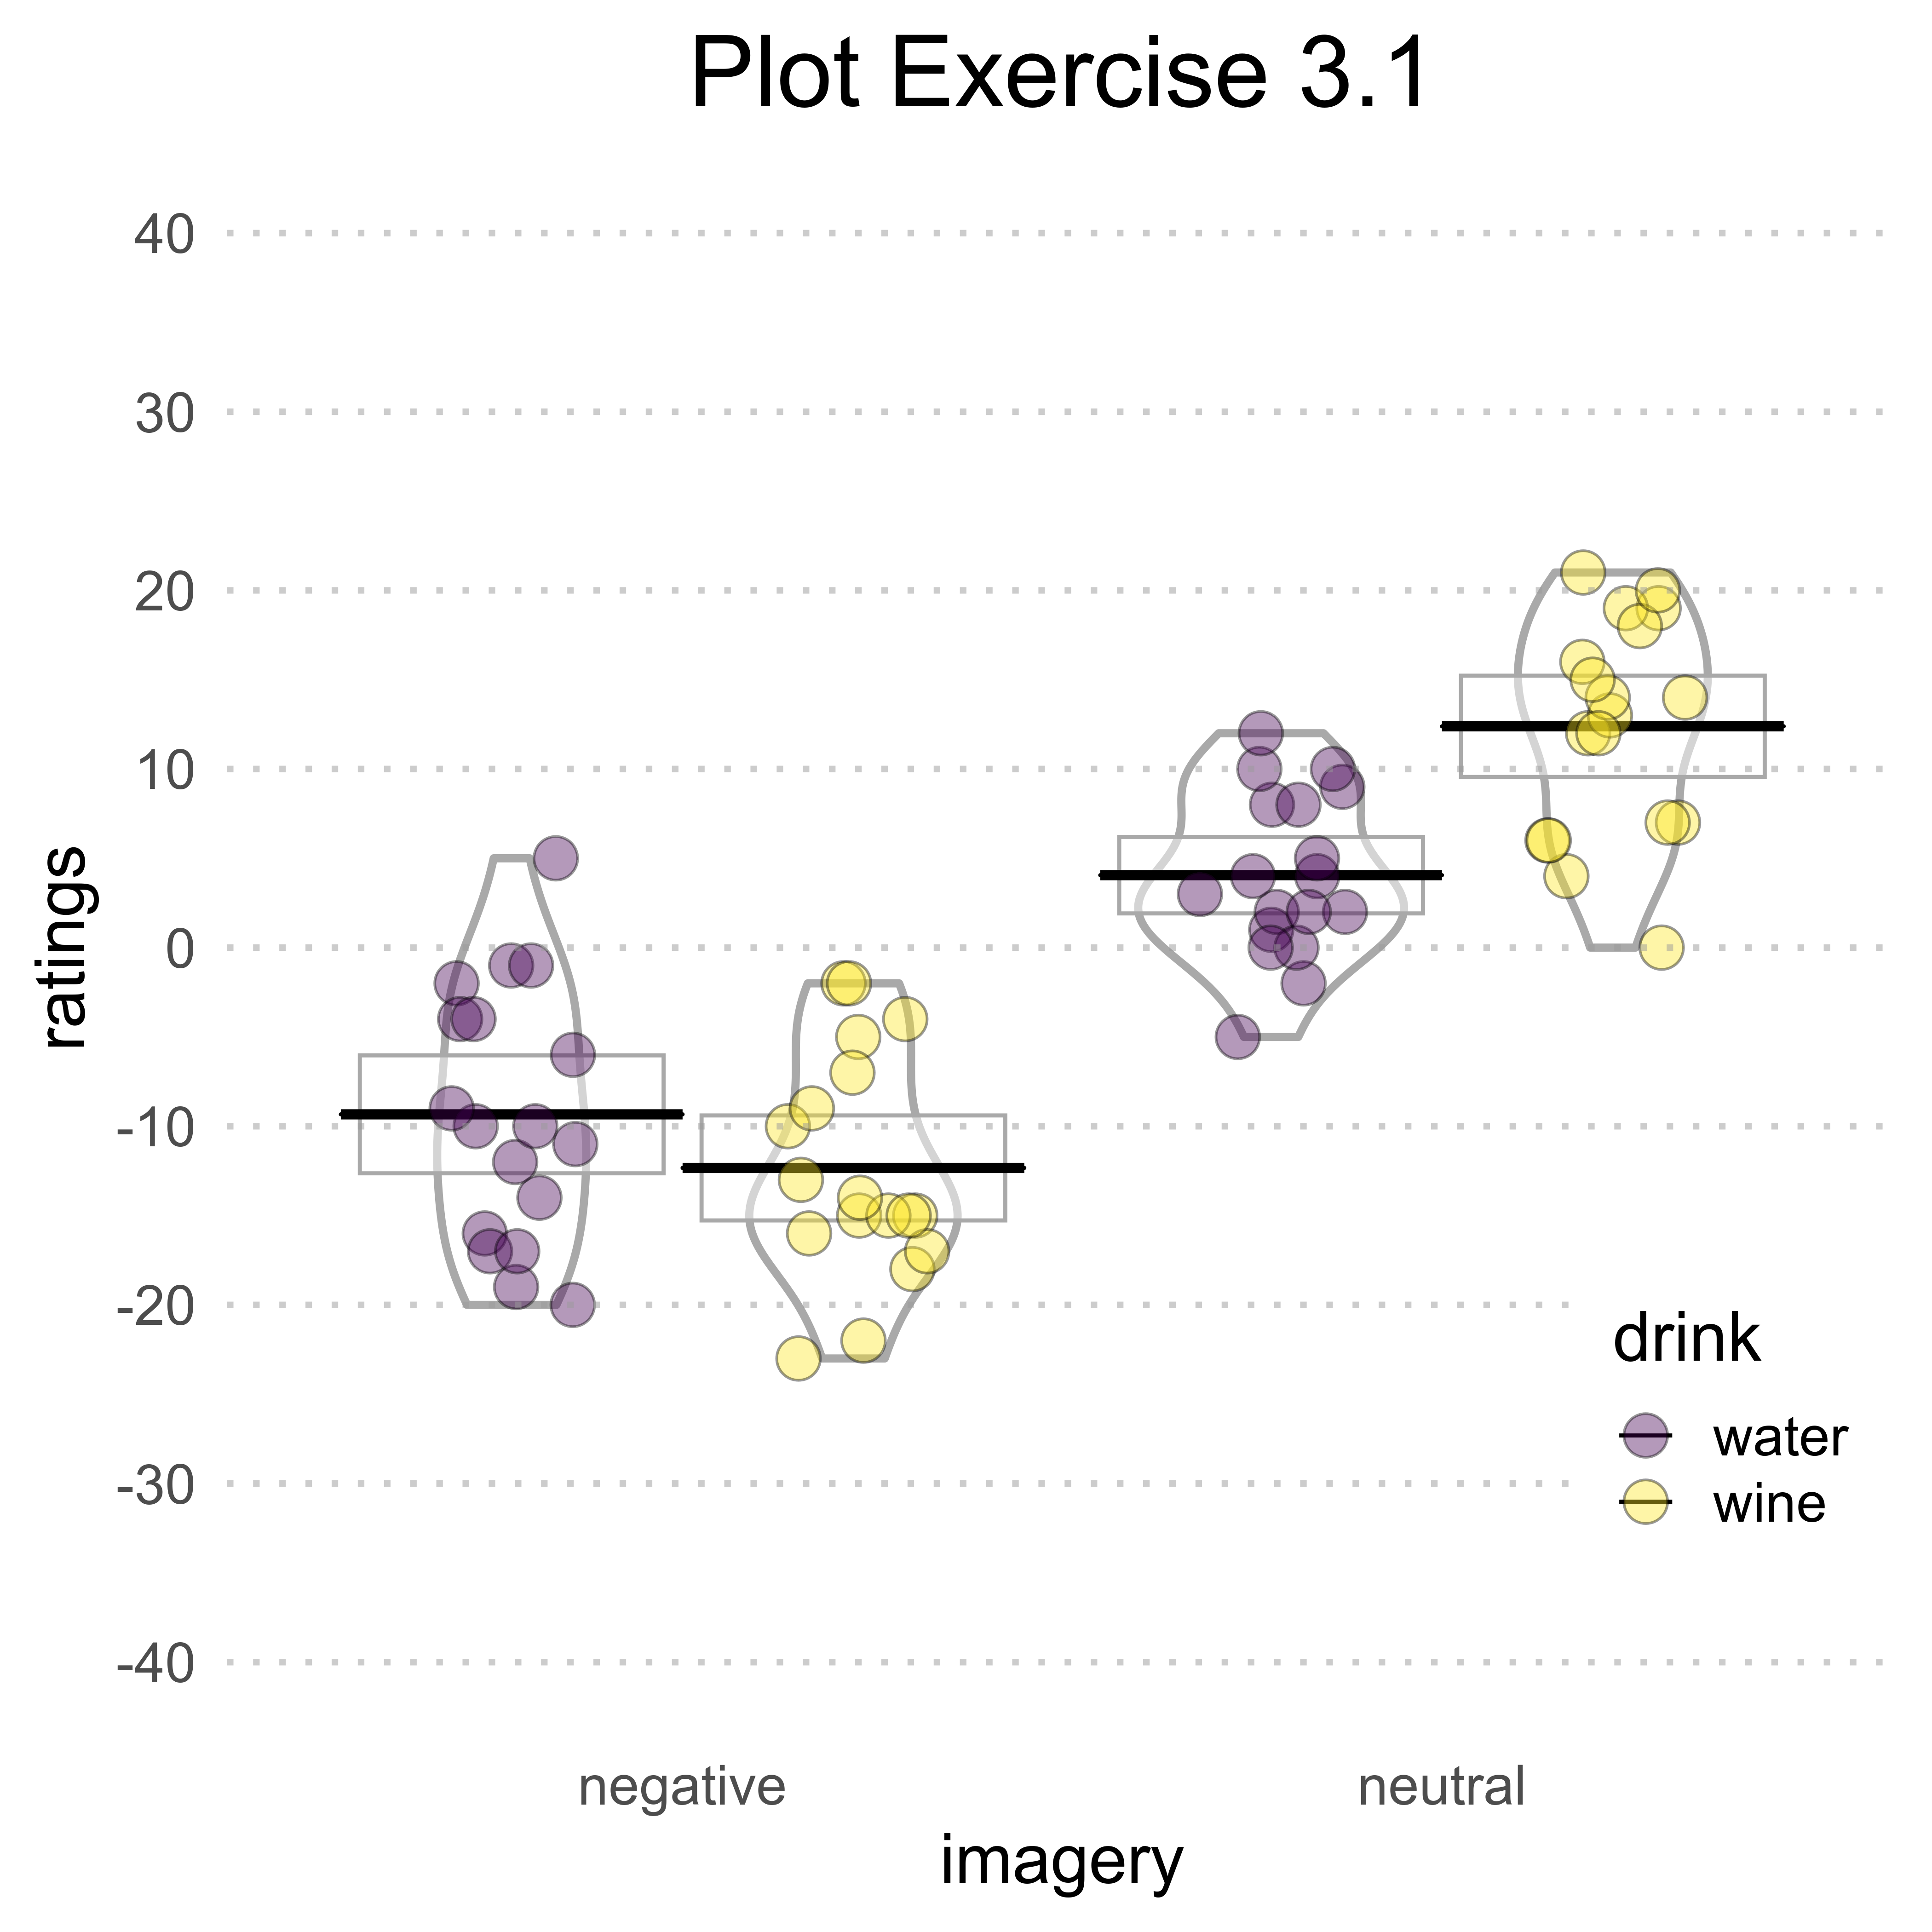 Plot Exercise 3.1
40
30
20
10
0
-10
-20
-30
-40
ratings
drink
water
wine
negative
neutral
imagery